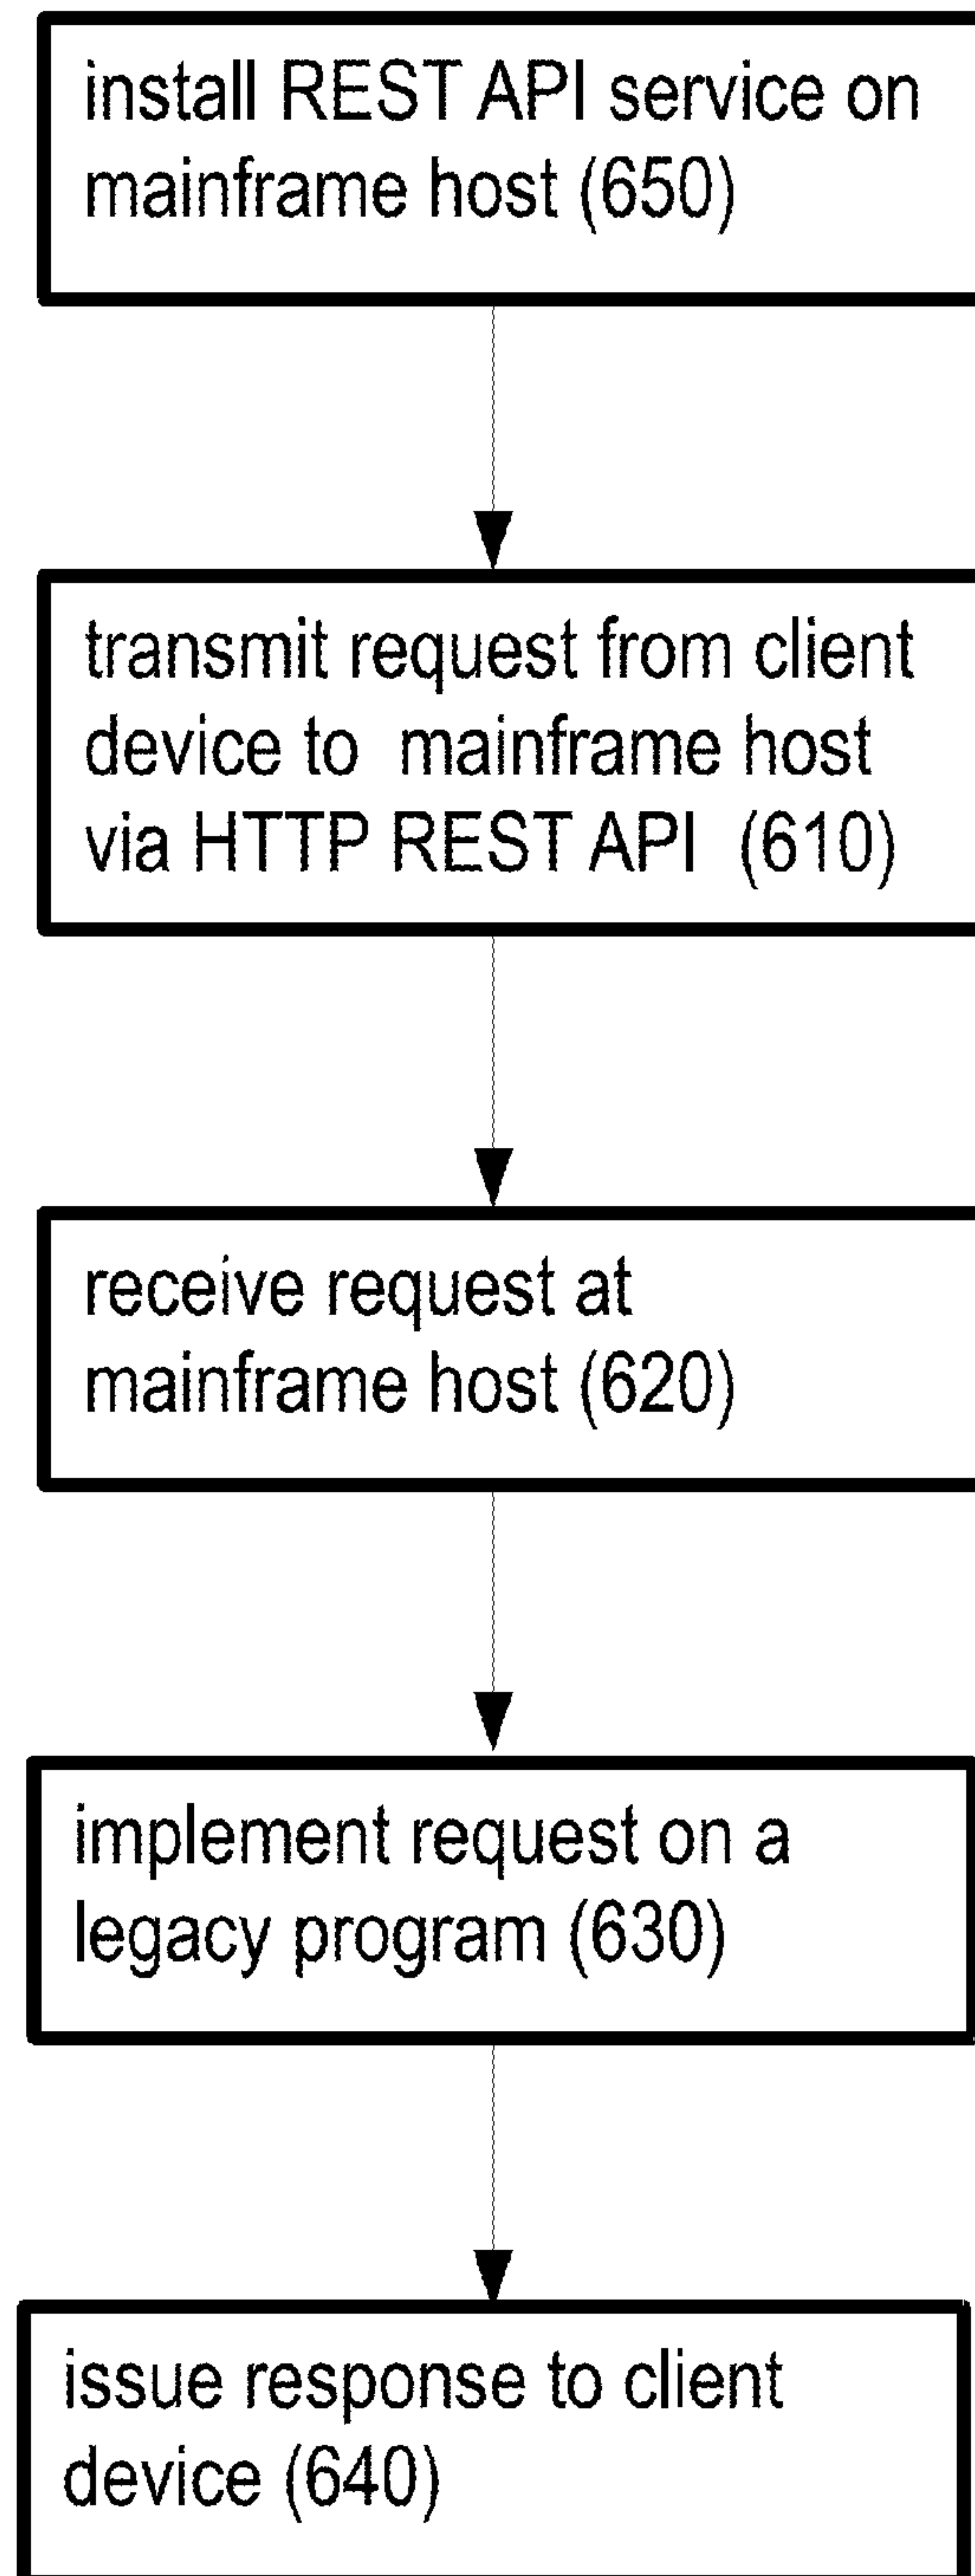 install REST API service on
mainframe host (650)
transmit request from client
device to mainframe host
via HTTP REST API (610)
receive request at
mainframe host (620)
implement request on a
legacy program (630)
issue response to client
device (640)